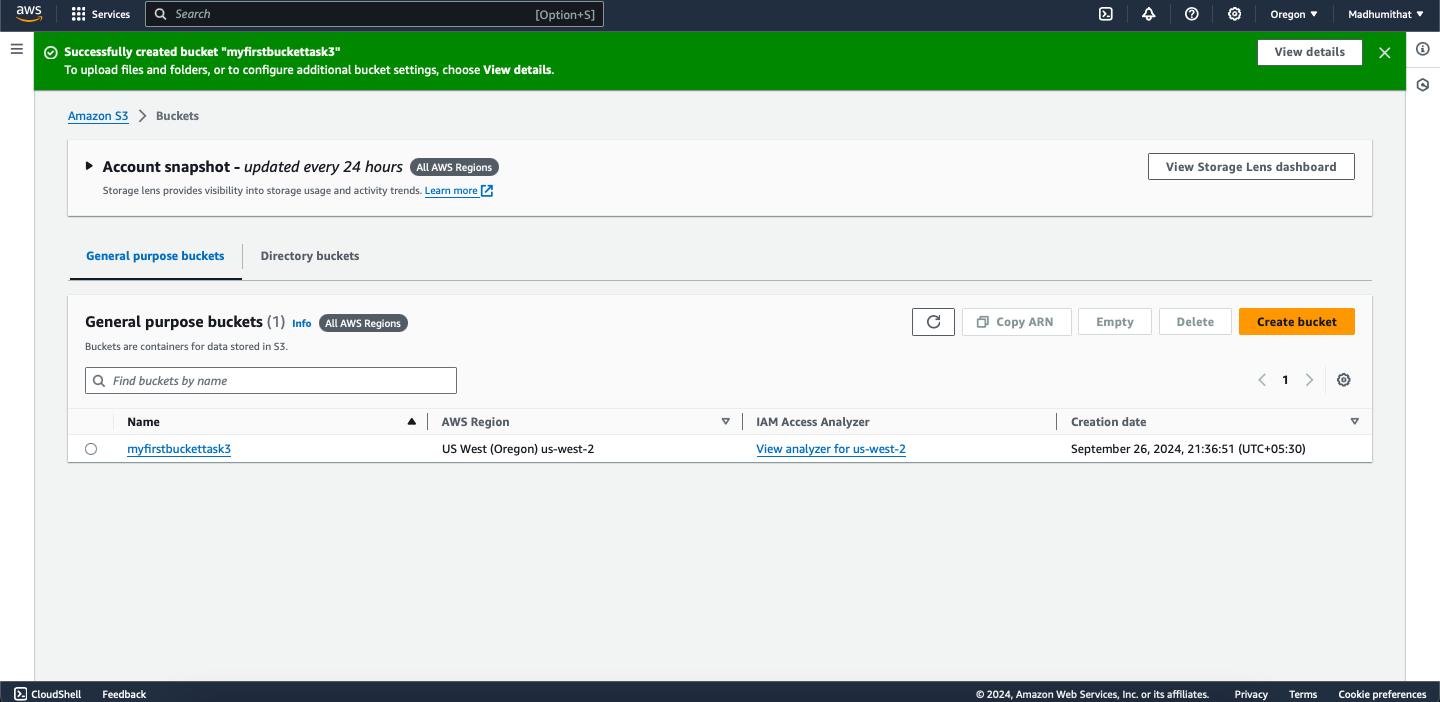 aws Services Search [Option+S] Oregon Madhumithat
Successfully created bucket "myfirstbuckettask3"
To upload files and folders, or to configure additional bucket settings, choose View details.
View details
Amazon S3 Buckets
Account snapshot - updated every 24 hours All AWS Regions
View Storage Lens dashboard
Storage lens provides visibility into storage usage and activity trends. Learn more
General purpose buckets Directory buckets
General purpose buckets (1) Info All AWS Regions
Copy ARN Empty Delete Create bucket
Buckets are containers for data stored in S3.
Find buckets by name
1
Name AWS Region IAM Access Analyzer Creation date
myfirstbuckettask3 US West (Oregon) us-west-2 View analyzer for us-west-2 September 26, 2024, 21:36:51 (UTC+05:30)
CloudShell Feedback © 2024, Amazon Web Services, Inc. or its affiliates. Privacy Terms Cookie preferences